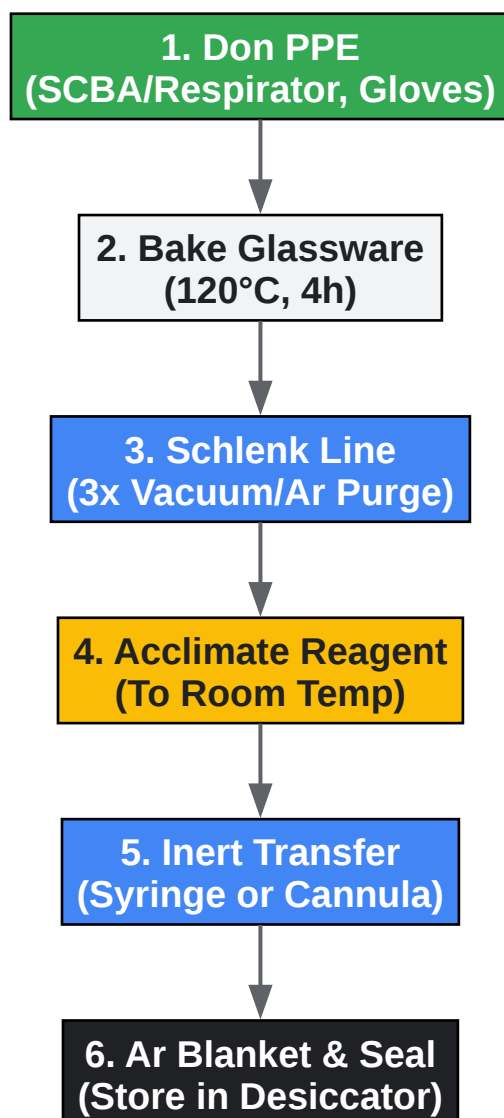 1. Don PPE
(SCBA/Respirator, Gloves)
2. Bake Glassware
(120°C, 4h)
3. Schlenk Line
(3x Vacuum/Ar Purge)
4. Acclimate Reagent
(To Room Temp)
5. Inert Transfer
(Syringe or Cannula)
6. Ar Blanket & Seal
(Store in Desiccator)